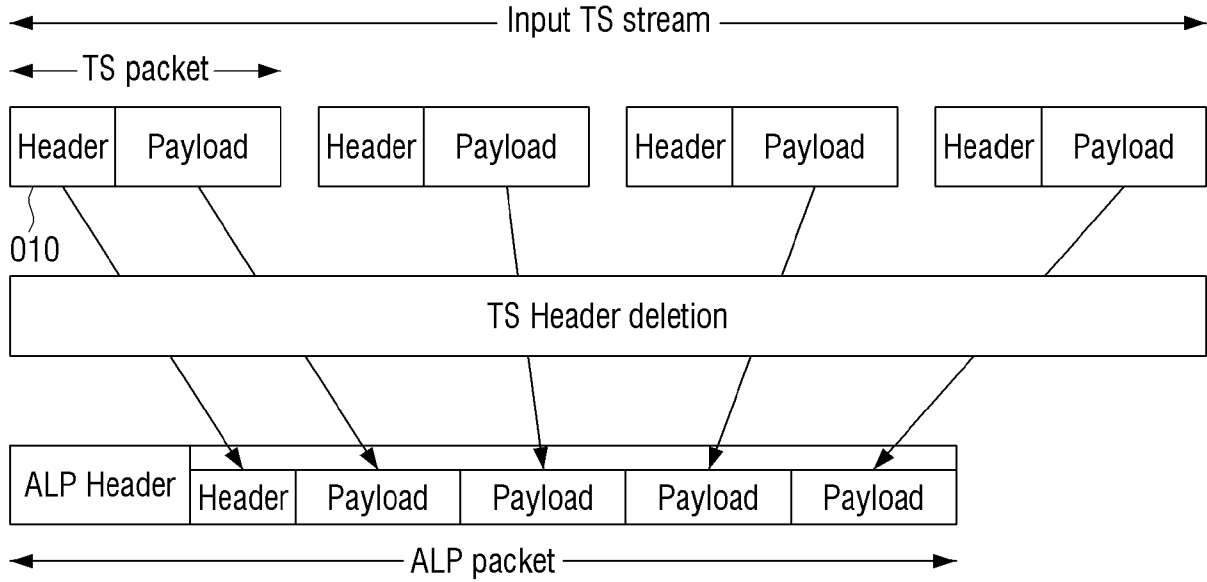 Input TS stream
TS packet
Header Payload Header Payload Header Payload Header Payload
010
TS Header deletion
ALP Header Header Payload Payload Payload Payload
ALP packet